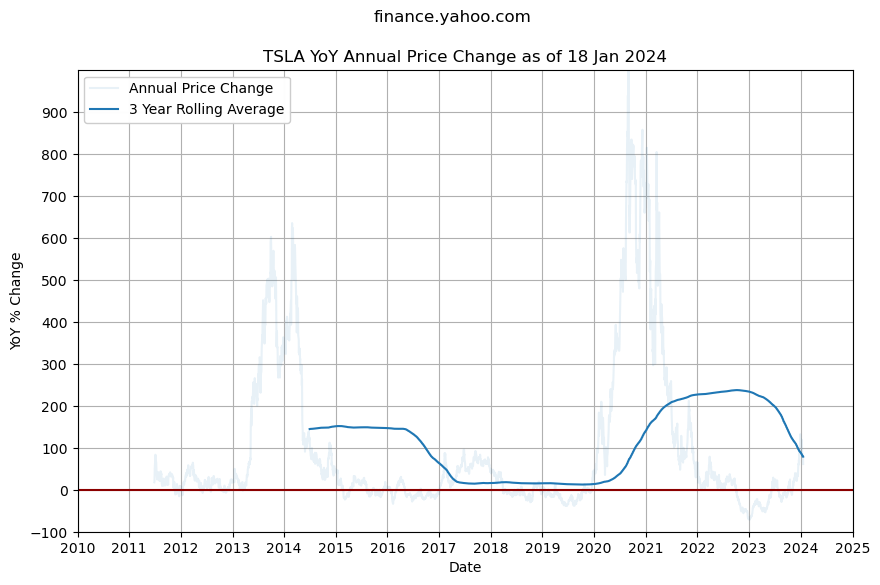 finance.yahoo.com
TSLA YoY Annual Price Change as of 18 Jan 2024
Annual Price Change
3 Year Rolling Average
900
800
700
600
500
400
300
200
100
0
−100
YoY % Change
2010 2011 2012 2013 2014 2015 2016 2017 2018 2019 2020 2021 2022 2023 2024 2025
Date